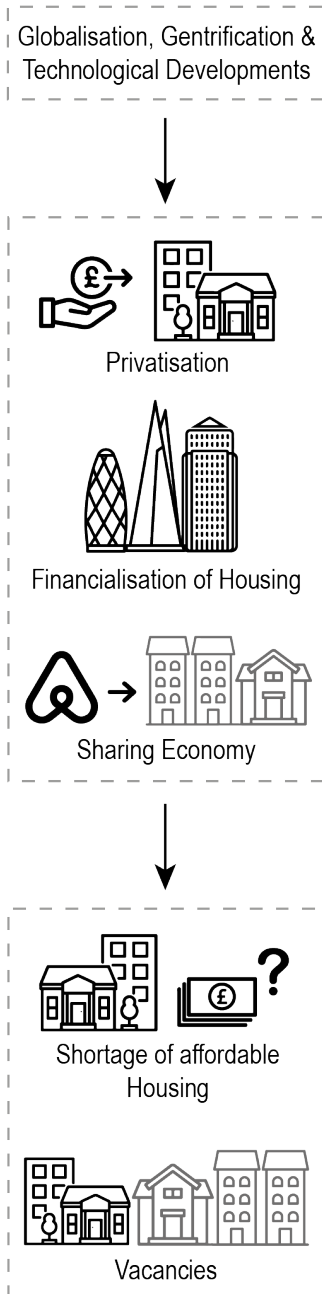 Globalisation, Gentrification &
Technological Developments
£
Privatisation
Financialisation of Housing
Sharing Economy
£
?
Shortage of affordable
Housing
Vacancies